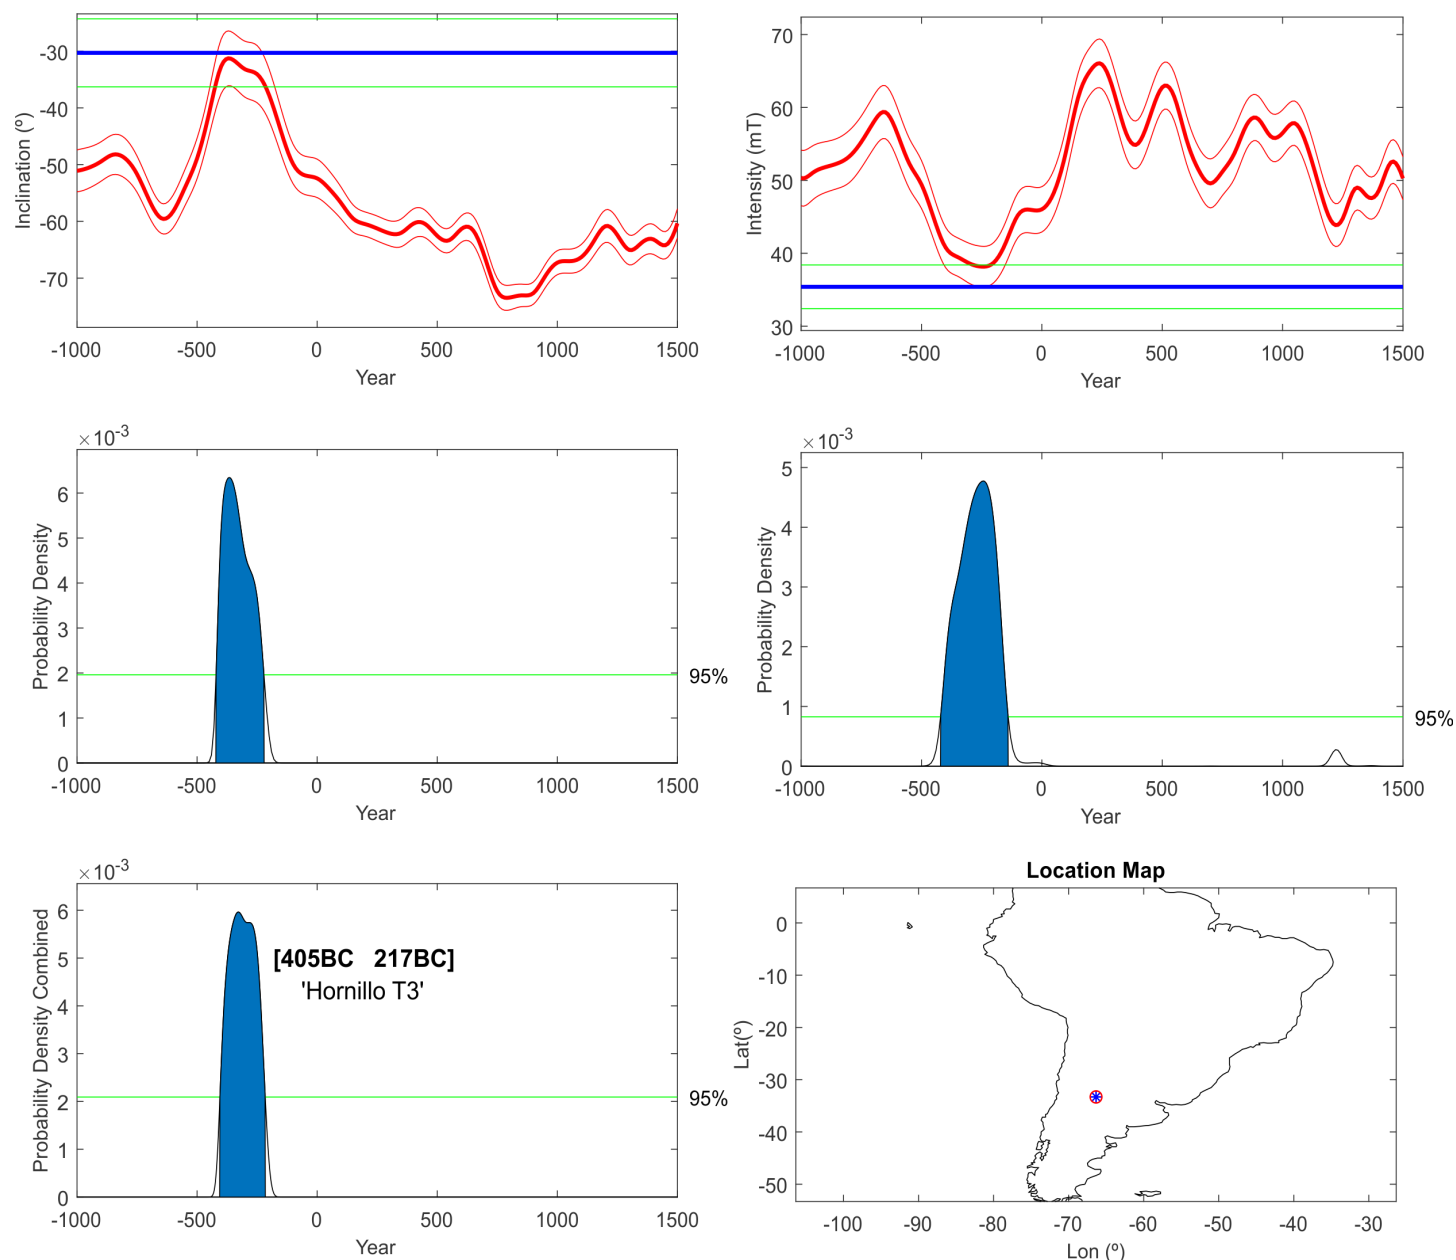 -30
-40
-50
-60
-70
Inclination (º)
-1000 -500 0 500 1000 1500
Year
70
60
50
40
30
Intensity (mT)
-1000 -500 0 500 1000 1500
Year
×10-3
6
5
4
3
2
1
0
Probability Density
95%
-1000 -500 0 500 1000 1500
Year
×10-3
5
4
3
2
1
0
Probability Density
95%
-1000 -500 0 500 1000 1500
Year
×10-3
6
5
4
3
2
1
0
Probability Density Combined
[405BC 217BC]
'Hornillo T3'
95%
-1000 -500 0 500 1000 1500
Year
Location Map
0
-10
-20
-30
-40
-50
Lat(º)
-100 -90 -80 -70 -60 -50 -40 -30
Lon (º)